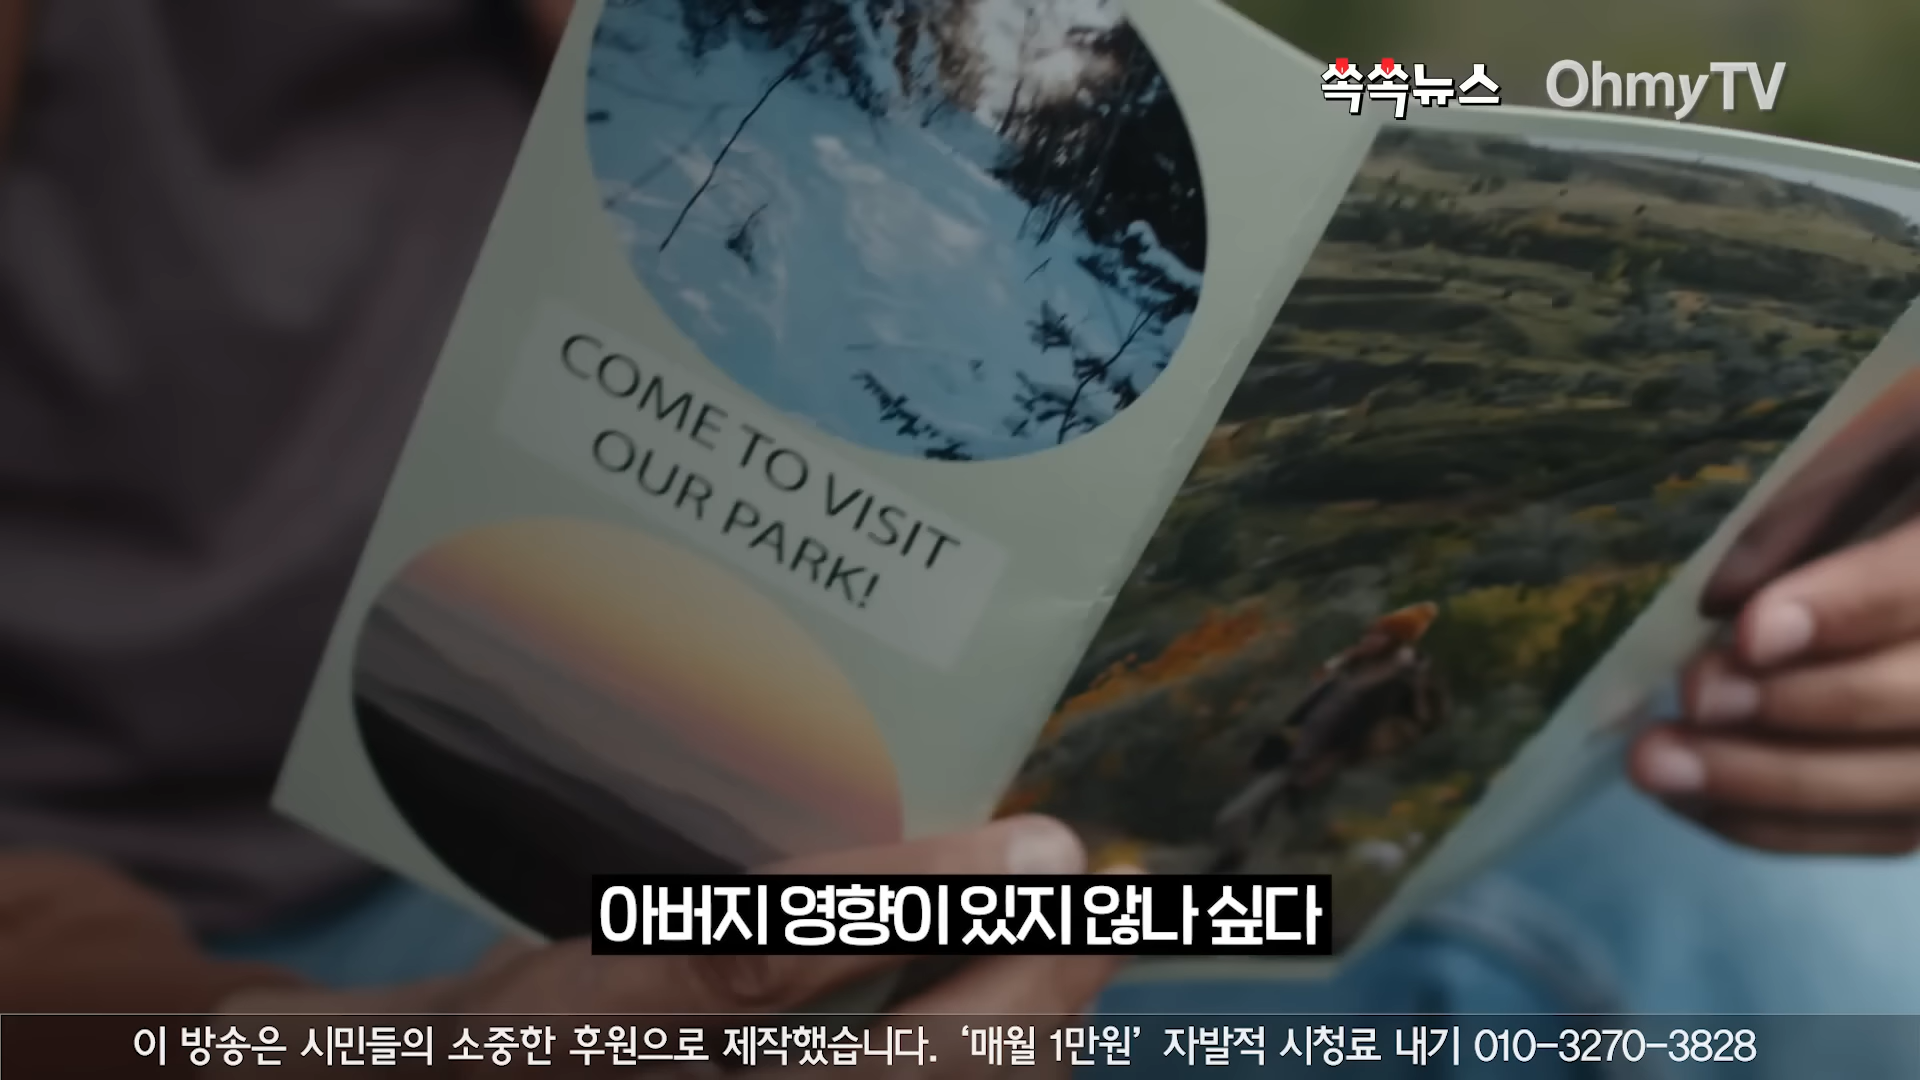 쏙쏙뉴스 OhmyTV
COME TO VISIT
OUR PARK!
아버지 영향이 있지 않나 싶다
이 방송은 시민들의 소중한 후원으로 제작했습니다. ‘매월 1만원’ 자발적 시청료 내기 010-3270-3828